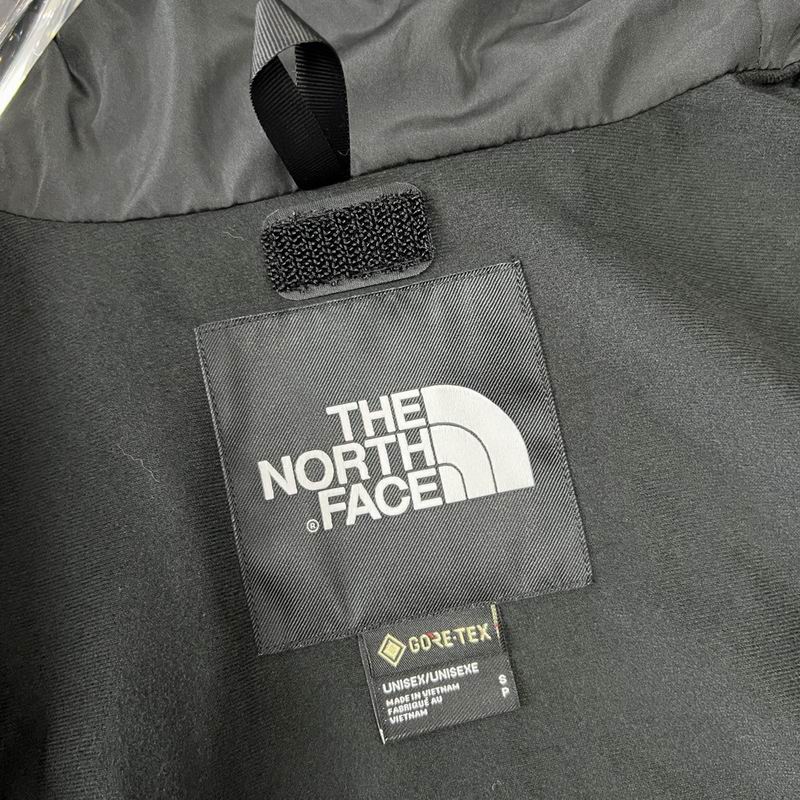 THE
NORTH
® FACE
GORE-TEX
UNISEX/UNISEXE
S
MADE IN VIETNAM
P
FABRIQUÉ AU
VIETNAM